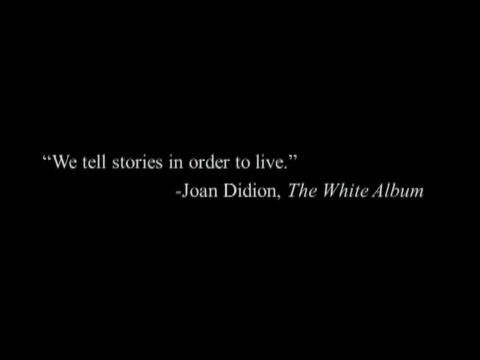 “We tell stories in order to live.”
-Joan Didion, The White Album